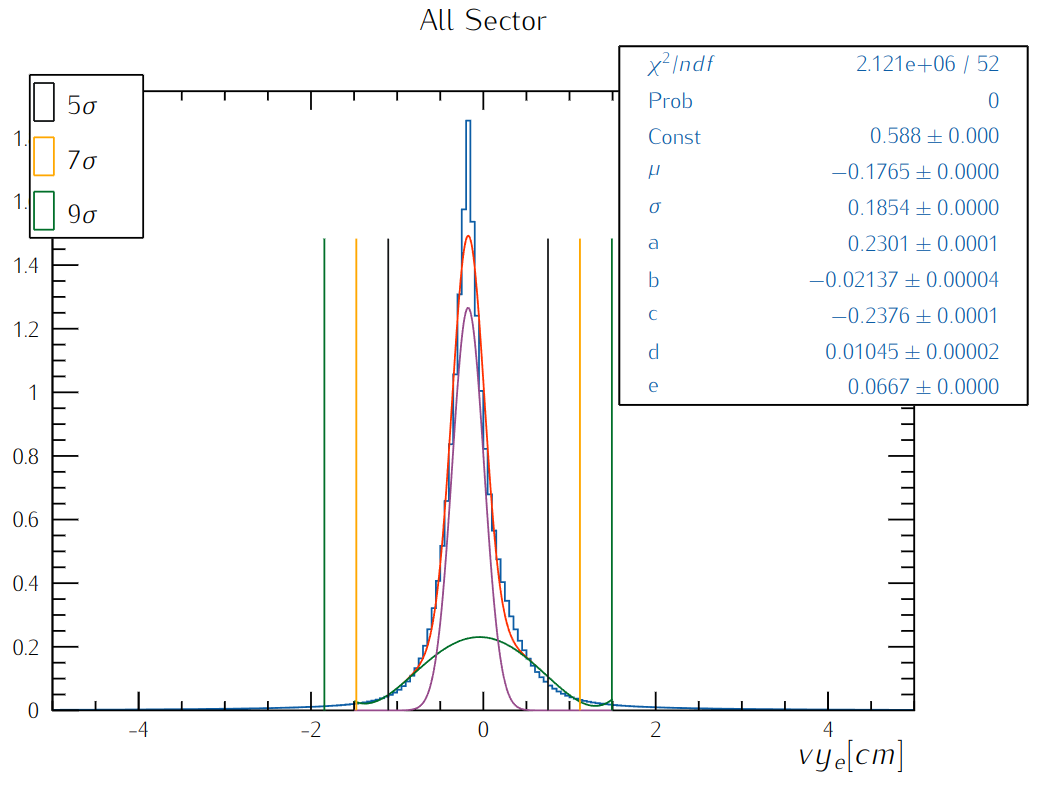 All Sector
χ²/ndf 2.121e+06 / 52
Prob 0
Const 0.588 ± 0.000
μ −0.1765 ± 0.0000
σ 0.1854 ± 0.0000
a 0.2301 ± 0.0001
b −0.02137 ± 0.00004
c −0.2376 ± 0.0001
d 0.01045 ± 0.00002
e 0.0667 ± 0.0000
5σ
7σ
9σ
1.
1.
1.4
1.2
1
0.8
0.6
0.4
0.2
0
-4 -2 0 2 4
vyₑ[cm]